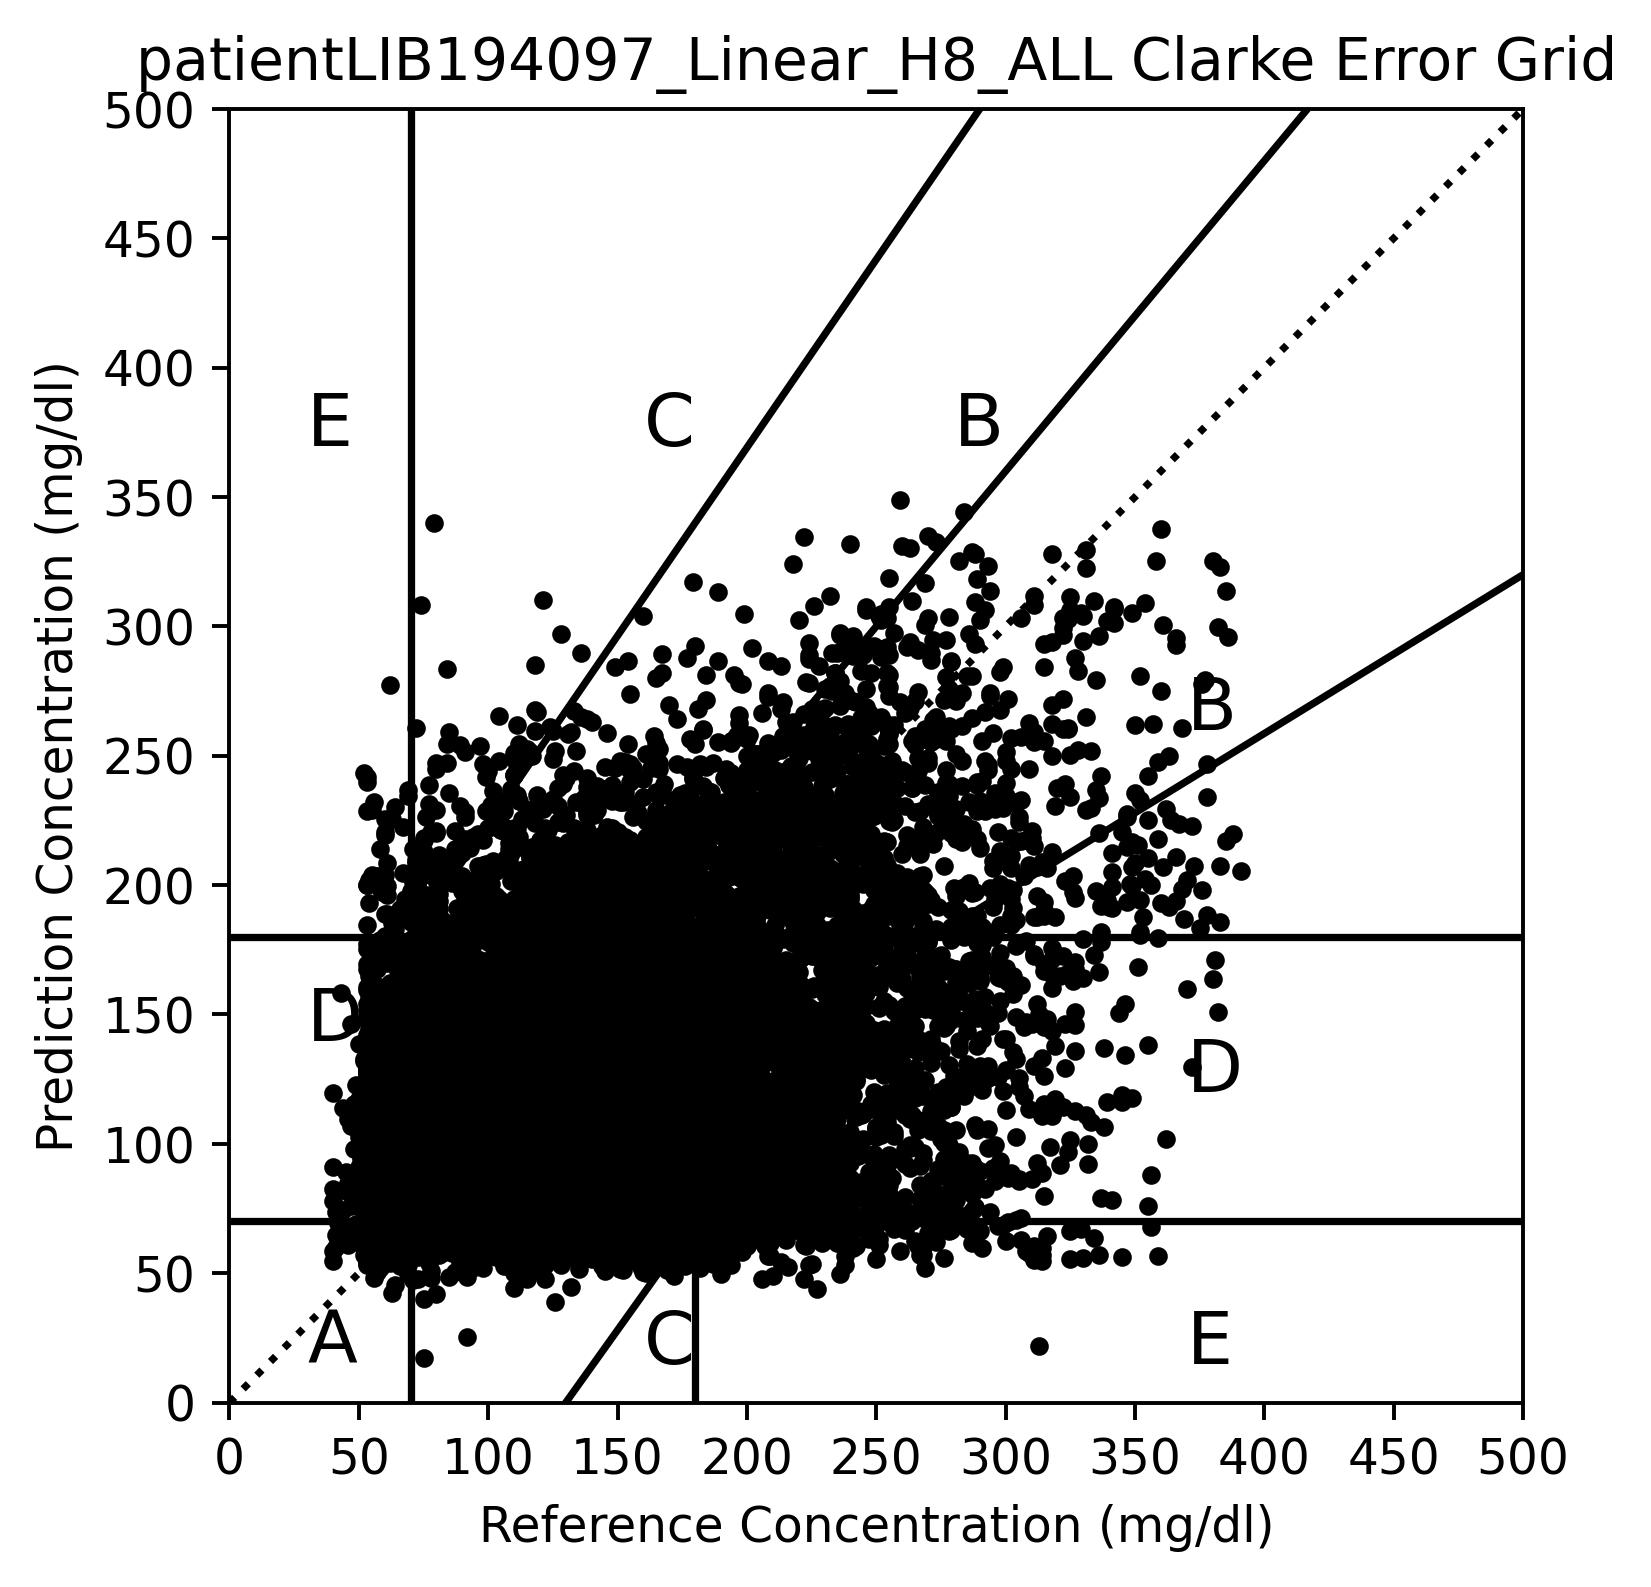 patientLIB194097_Linear_H8_ALL Clarke Error Grid
Prediction Concentration (mg/dl)
500
450
400
350
300
250
200
150
100
50
0
E
C
B
B
D
D
A
C
E
0 50 100 150 200 250 300 350 400 450 500
Reference Concentration (mg/dl)